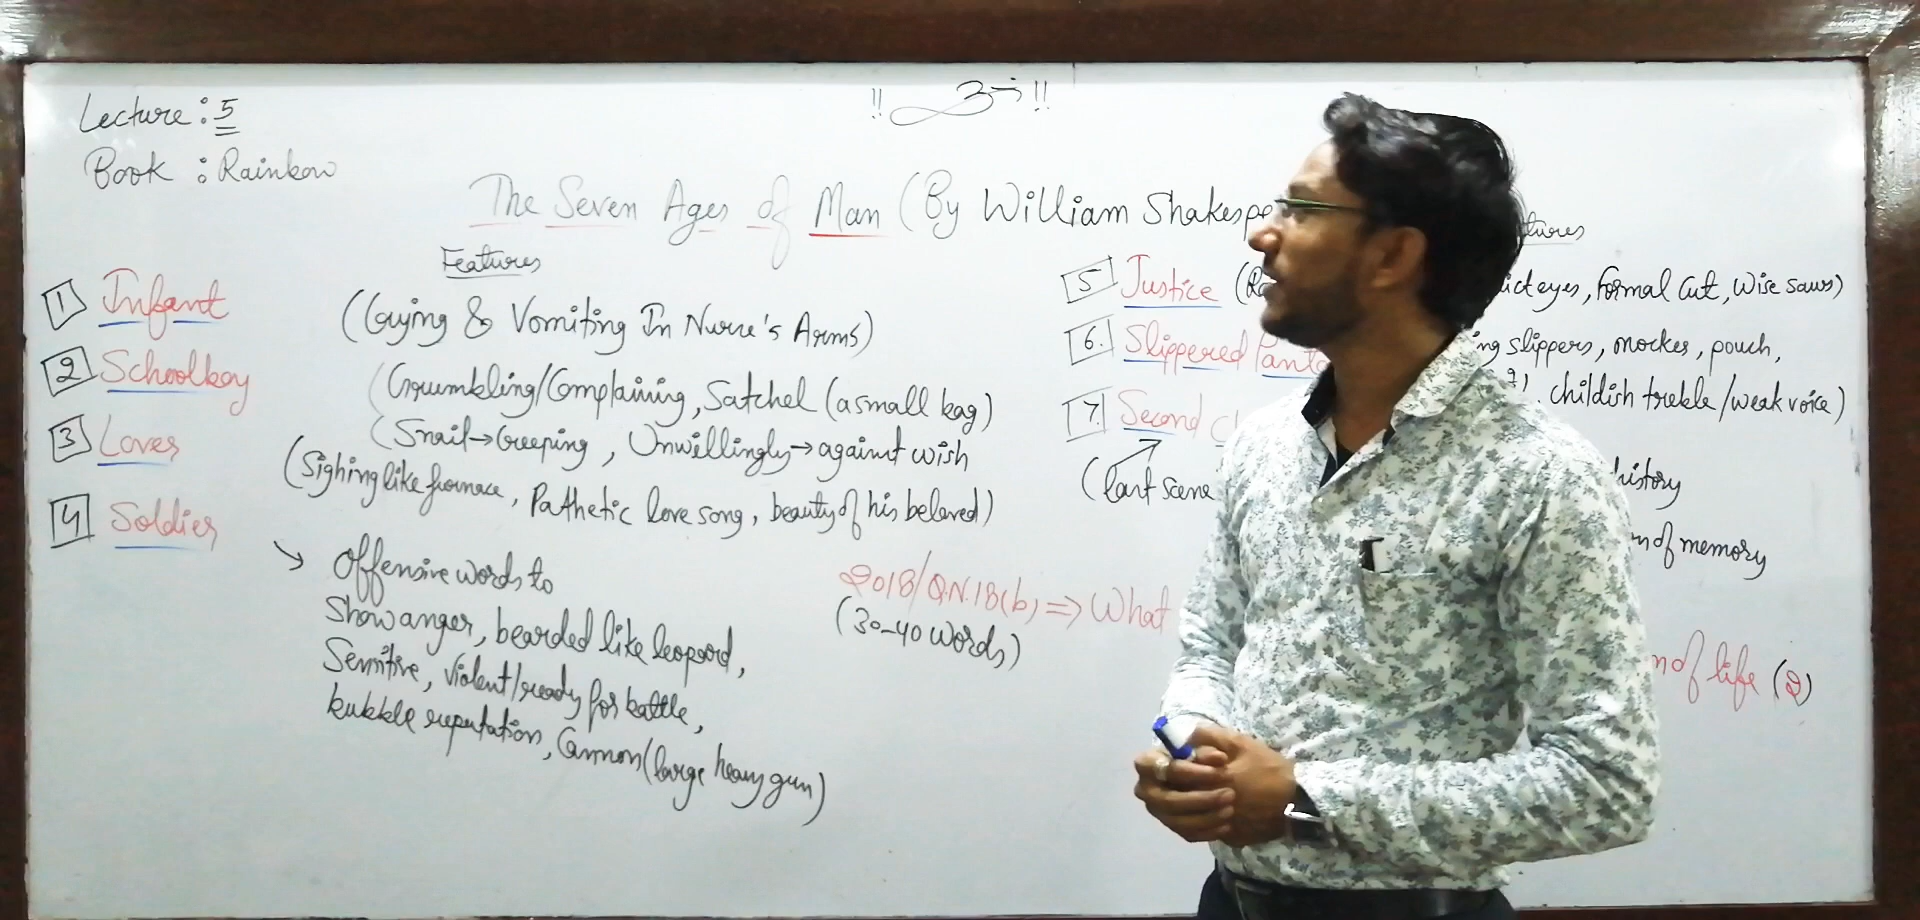 Lecture : 5
Book : Rainbow
The Seven Ages of Man (By William Shakespe
Features
1 Infant (Crying & Vomiting In Nurse's Arms)
2 Schoolboy (Grumbling/Complaining, Satchel (a small bag)
(Snail→Creeping, Unwillingly→against wish
3 Lover (Sighing like furnace, Pathetic love song, beauty of his beloved)
4 Soldier → Offensive words to
Show anger, bearded like leopard,
Sensitive, Violent/ready for battle,
bubble reputation, Cannon (large heavy gun)
tures
5 Justice ( eyes, formal cut, wise saws)
6. Slippered Panta ing slippers, pouch,
childish treble/weak voice)
7. Second
(last scene history
of memory
2018/Q.N.18(b) => What of life (2)
(30-40 words)